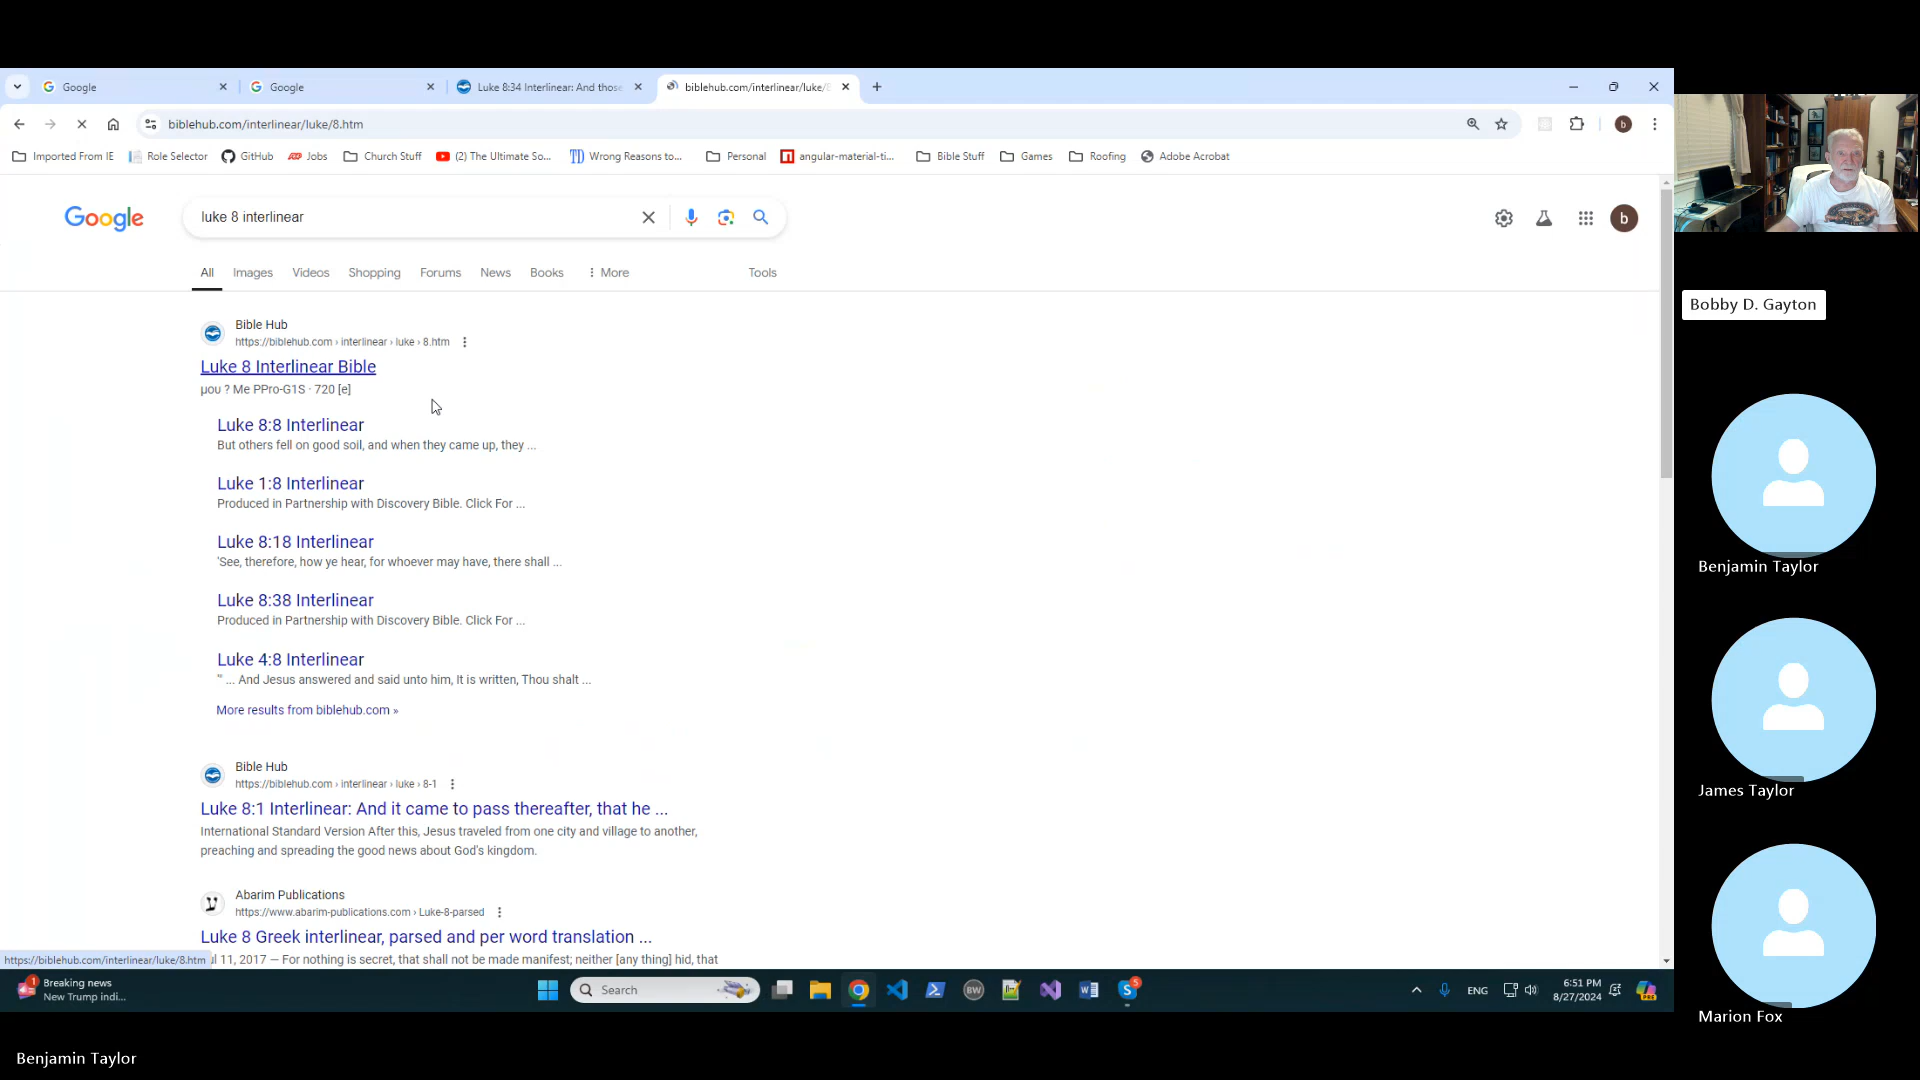 Google
Google
Luke 8:34 Interlinear: And those
biblehub.com/interlinear/luke/8
biblehub.com/interlinear/luke/8.htm
Imported From IE
Role Selector
GitHub
Jobs
Church Stuff
(2) The Ultimate So...
Wrong Reasons to...
Personal
angular-material-ti...
Bible Stuff
Games
Roofing
Adobe Acrobat
Google
luke 8 interlinear
b
All
Images
Videos
Shopping
Forums
News
Books
More
Tools
Bible Hub
https://biblehub.com › interlinear › luke › 8.htm
Luke 8 Interlinear Bible
μου ? Me PPro-G1S · 720 [e]
Luke 8:8 Interlinear
But others fell on good soil, and when they came up, they ...
Luke 1:8 Interlinear
Produced in Partnership with Discovery Bible. Click For ...
Luke 8:18 Interlinear
'See, therefore, how ye hear, for whoever may have, there shall ...
Luke 8:38 Interlinear
Produced in Partnership with Discovery Bible. Click For ...
Luke 4:8 Interlinear
'" ... And Jesus answered and said unto him, It is written, Thou shalt ...
More results from biblehub.com »
Bible Hub
https://biblehub.com › interlinear › luke › 8-1
Luke 8:1 Interlinear: And it came to pass thereafter, that he ...
International Standard Version After this, Jesus traveled from one city and village to another,
preaching and spreading the good news about God's kingdom.
Abarim Publications
https://www.abarim-publications.com › Luke-8-parsed
Luke 8 Greek interlinear, parsed and per word translation ...
https://biblehub.com/interlinear/luke/8.htm
ul 11, 2017 — For nothing is secret, that shall not be made manifest; neither [any thing] hid, that
Breaking news
New Trump indi...
Search
BW
ENG
6:51 PM
8/27/2024
Bobby D. Gayton
Benjamin Taylor
James Taylor
Marion Fox
Benjamin Taylor